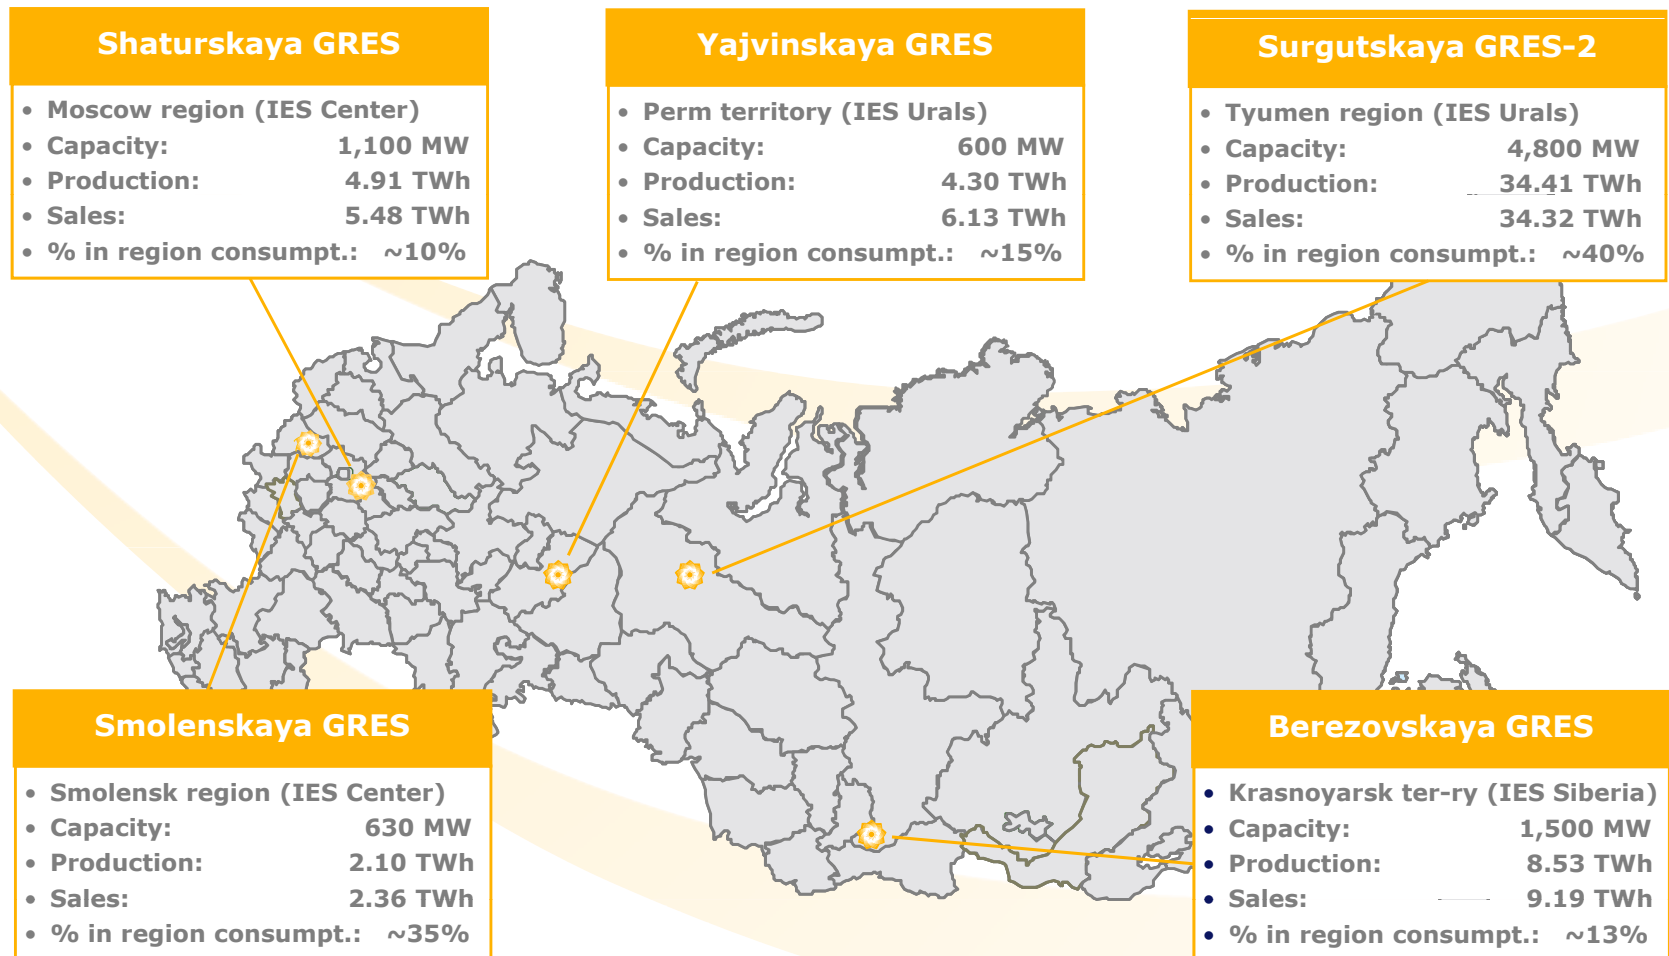 Shaturskaya GRES
• Moscow region (IES Center)
• Capacity: 1,100 MW
• Production: 4.91 TWh
• Sales: 5.48 TWh
• % in region consumpt.: ~10%
Yajvinskaya GRES
• Perm territory (IES Urals)
• Capacity: 600 MW
• Production: 4.30 TWh
• Sales: 6.13 TWh
• % in region consumpt.: ~15%
Surgutskaya GRES-2
• Tyumen region (IES Urals)
• Capacity: 4,800 MW
• Production: 34.41 TWh
• Sales: 34.32 TWh
• % in region consumpt.: ~40%
Smolenskaya GRES
• Smolensk region (IES Center)
• Capacity: 630 MW
• Production: 2.10 TWh
• Sales: 2.36 TWh
• % in region consumpt.: ~35%
Berezovskaya GRES
• Krasnoyarsk ter-ry (IES Siberia)
• Capacity: 1,500 MW
• Production: 8.53 TWh
• Sales: 9.19 TWh
• % in region consumpt.: ~13%